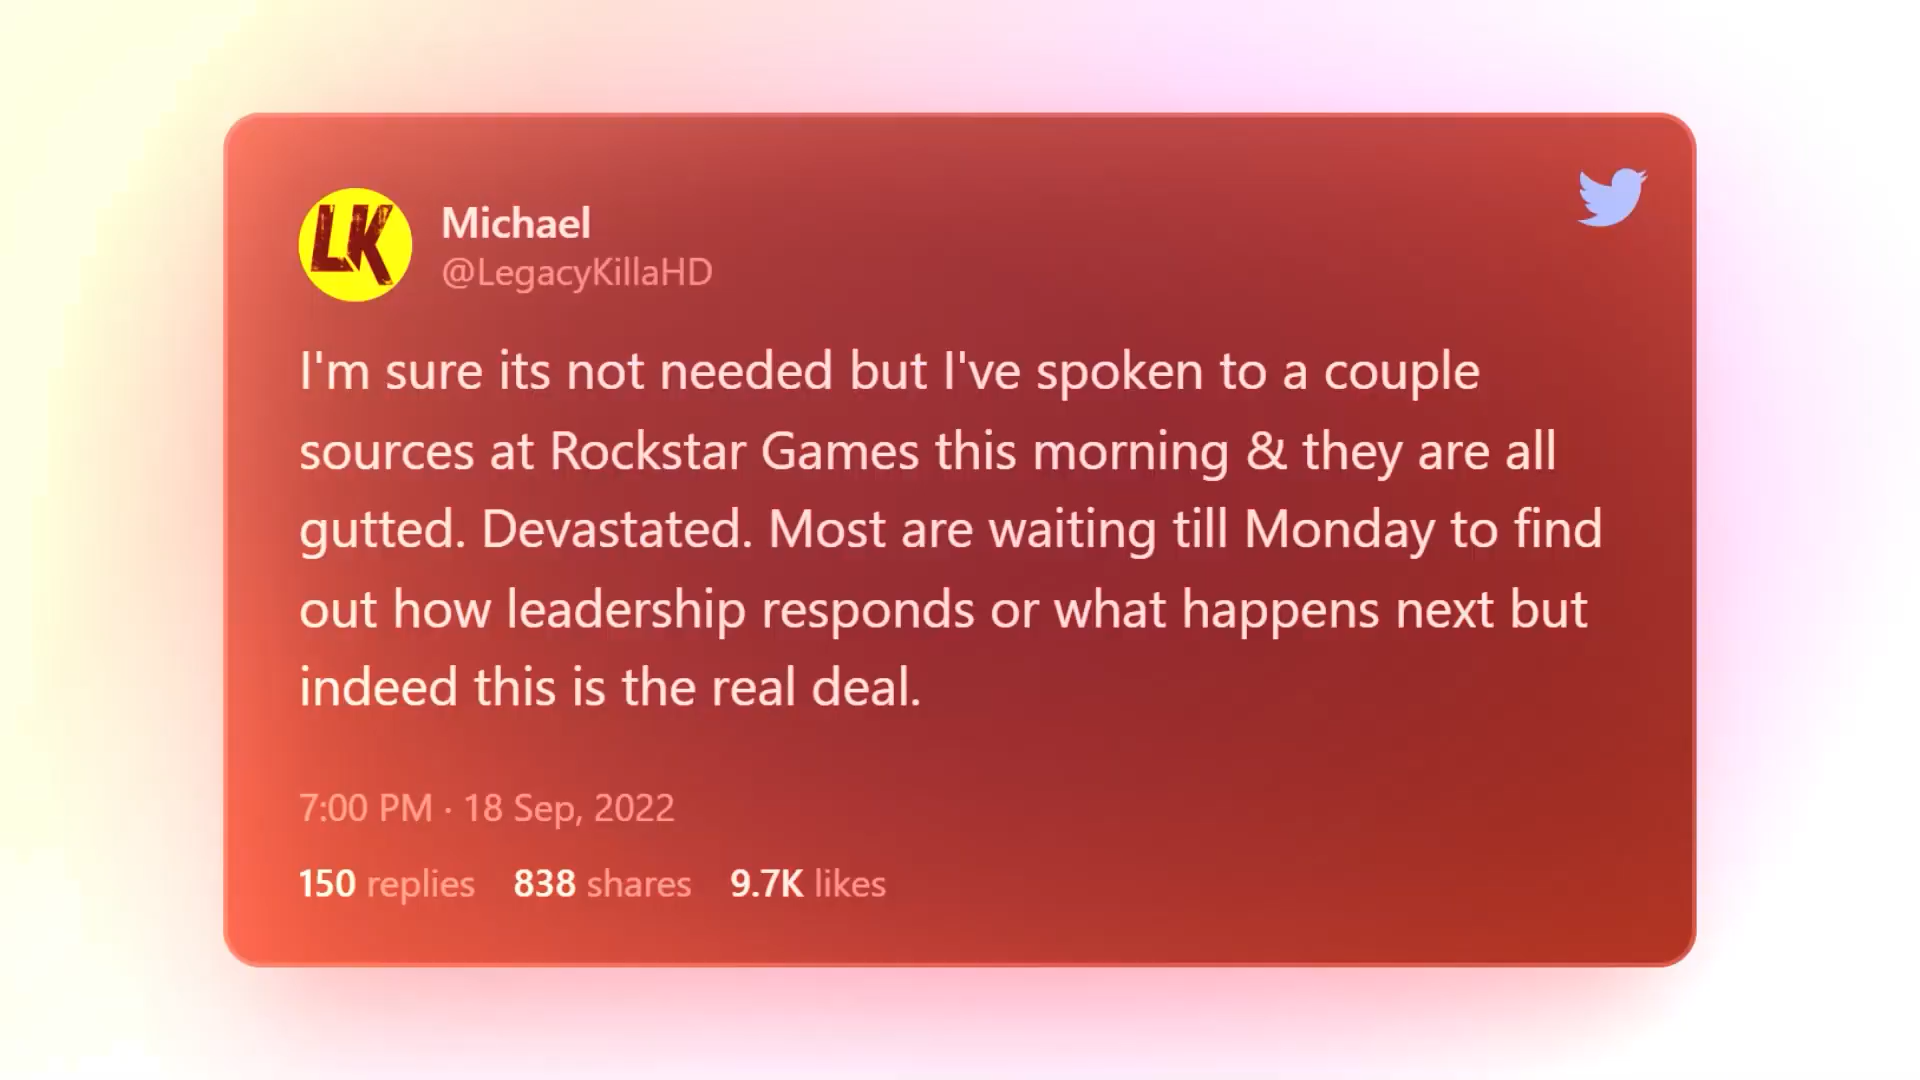 LK
Michael
@LegacyKillaHD
I'm sure its not needed but I've spoken to a couple
sources at Rockstar Games this morning & they are all
gutted. Devastated. Most are waiting till Monday to find
out how leadership responds or what happens next but
indeed this is the real deal.
7:00 PM · 18 Sep, 2022
150 replies 838 shares 9.7K likes